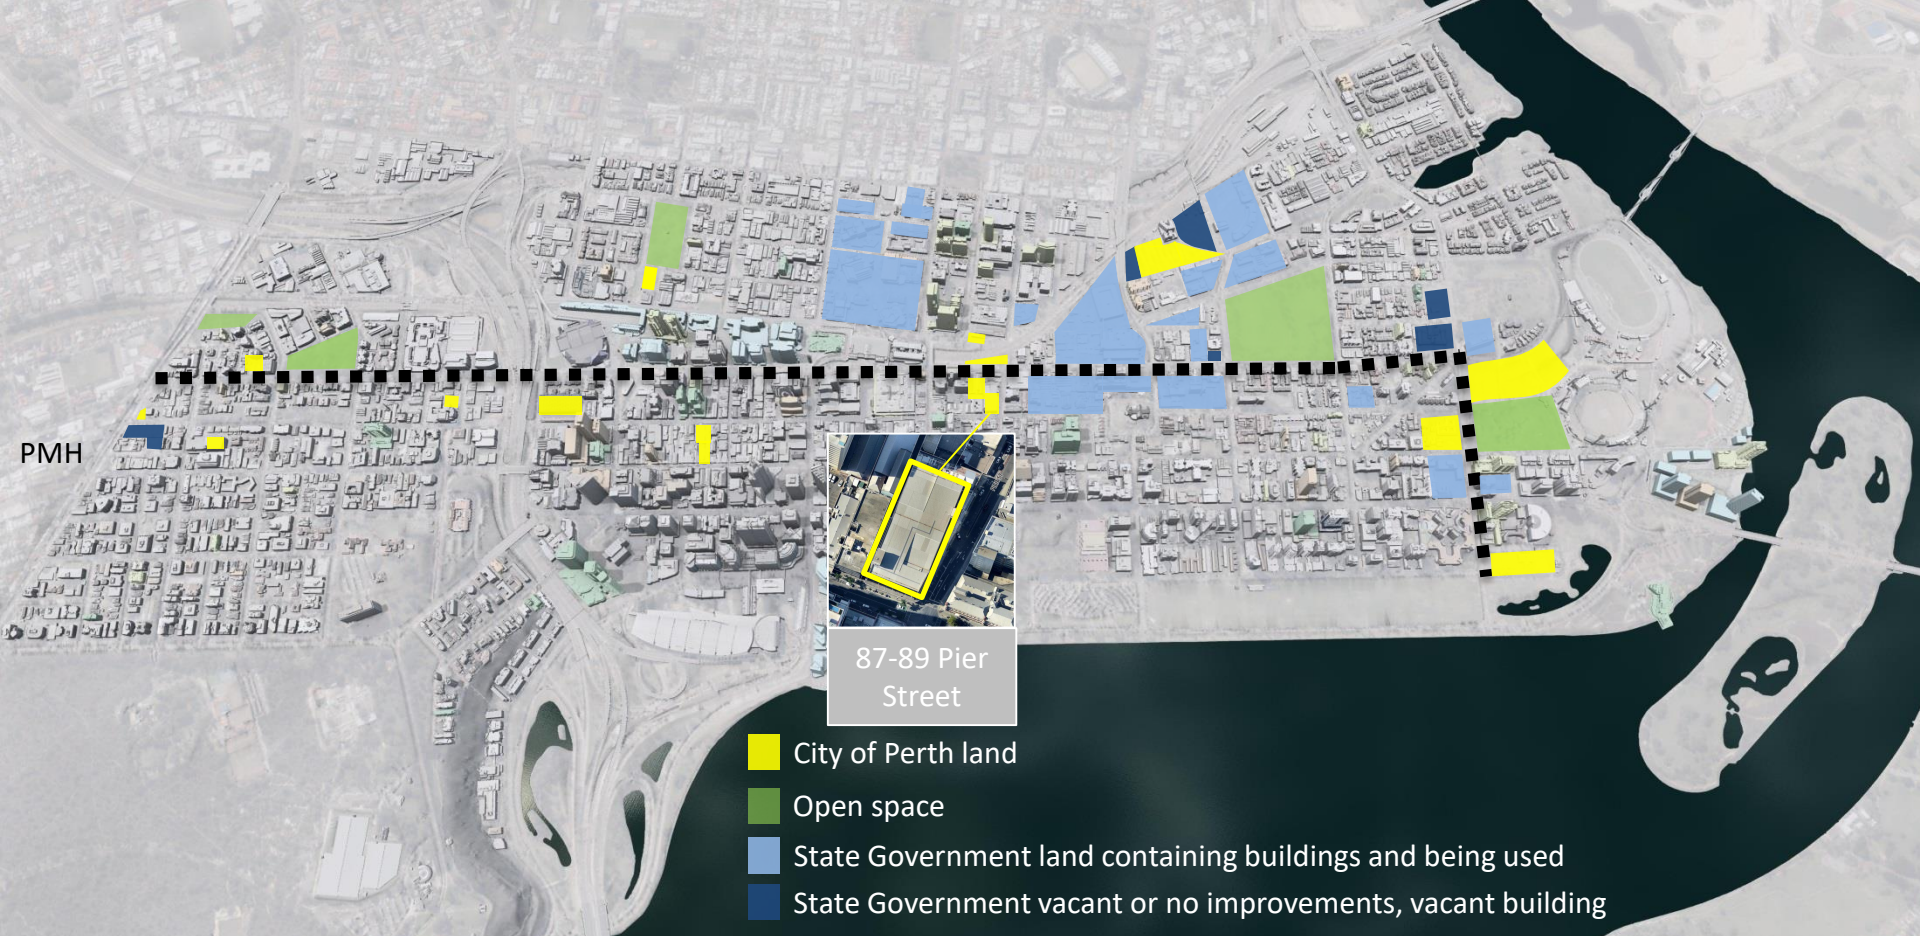 PMH
87-89 Pier
Street
City of Perth land
Open space
State Government land containing buildings and being used
State Government vacant or no improvements, vacant building